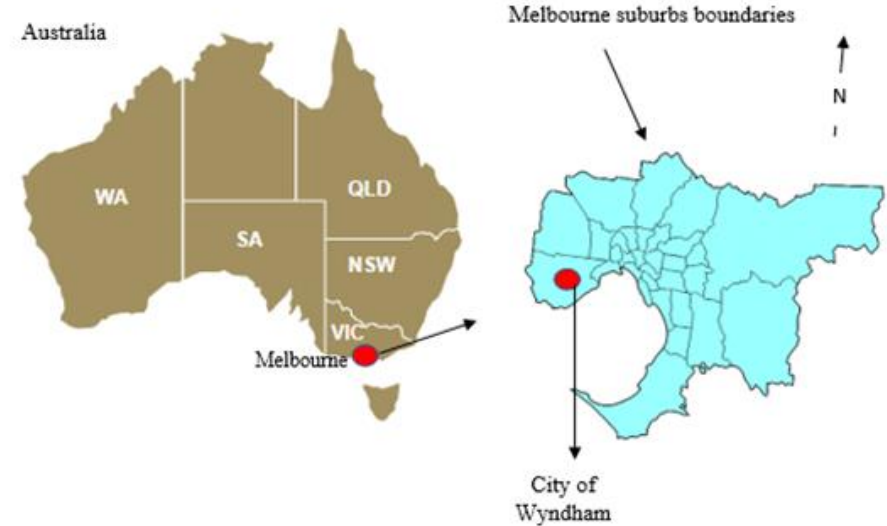 Australia
WA
QLD
SA
NSW
VIC
Melbourne
Melbourne suburbs boundaries
N
City of
Wyndham